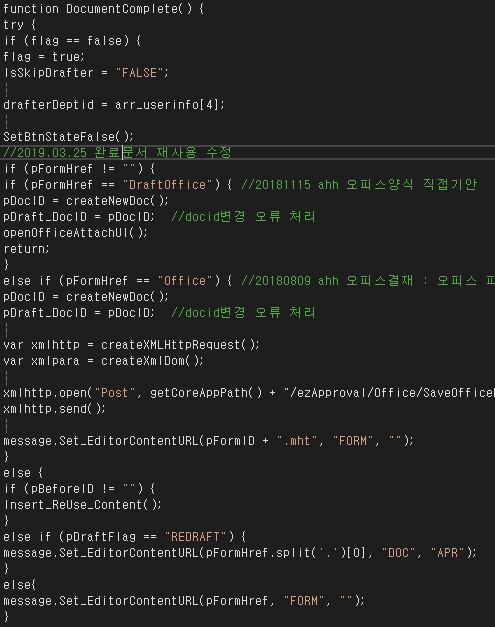 function DocumentComplete() {
try {
if (flag == false) {
flag = true;
IsSkipDrafter = "FALSE";
drafterDeptid = arr_userinfo[4];
SetBtnStateFalse();
//2019.03.25 완료문서 재사용 수정
if (pFormHref != "") {
if (pFormHref == "DraftOffice") { //20181115 ahh 오피스양식 직접기안
pDocID = createNewDoc();
pDraft_DocID = pDocID;  //docid변경 오류 처리
openOfficeAttachUI();
return;
}
else if (pFormHref == "Office") { //20180809 ahh 오피스결재 : 오피스 파
pDocID = createNewDoc();
pDraft_DocID = pDocID;  //docid변경 오류 처리
var xmlhttp = createXMLHttpRequest();
var xmlpara = createXmlDom();
xmlhttp.open("Post", getCoreAppPath() + "/ezApproval/Office/SaveOffice
xmlhttp.send();
message.Set_EditorContentURL(pFormID + ".mht", "FORM", "");
}
else {
if (pBeforeID != "") {
Insert_ReUse_Content();
}
else if (pDraftFlag == "REDRAFT") {
message.Set_EditorContentURL(pFormHref.split('.')[0], "DOC", "APR");
}
else{
message.Set_EditorContentURL(pFormHref, "FORM", "");
}